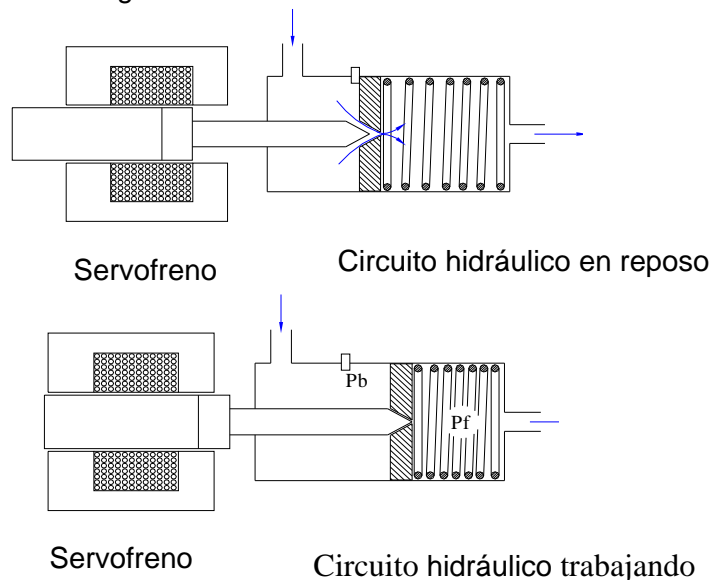 Servofreno
Circuito hidráulico en reposo
Pb
Pf
Servofreno
Circuito hidráulico trabajando